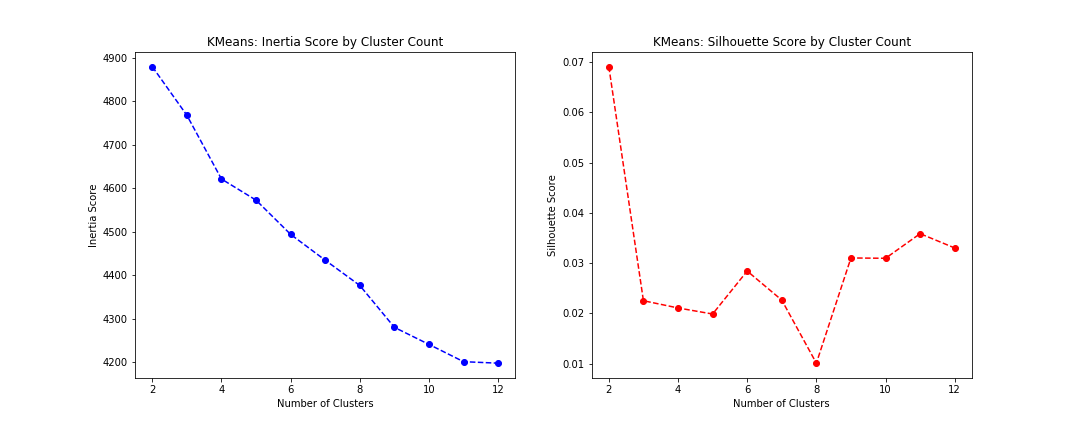 KMeans: Inertia Score by Cluster Count
4900
4800
4700
4600
4500
4400
4300
4200
Inertia Score
2 4 6 8 10 12
Number of Clusters
KMeans: Silhouette Score by Cluster Count
0.07
0.06
0.05
0.04
0.03
0.02
0.01
Silhouette Score
2 4 6 8 10 12
Number of Clusters